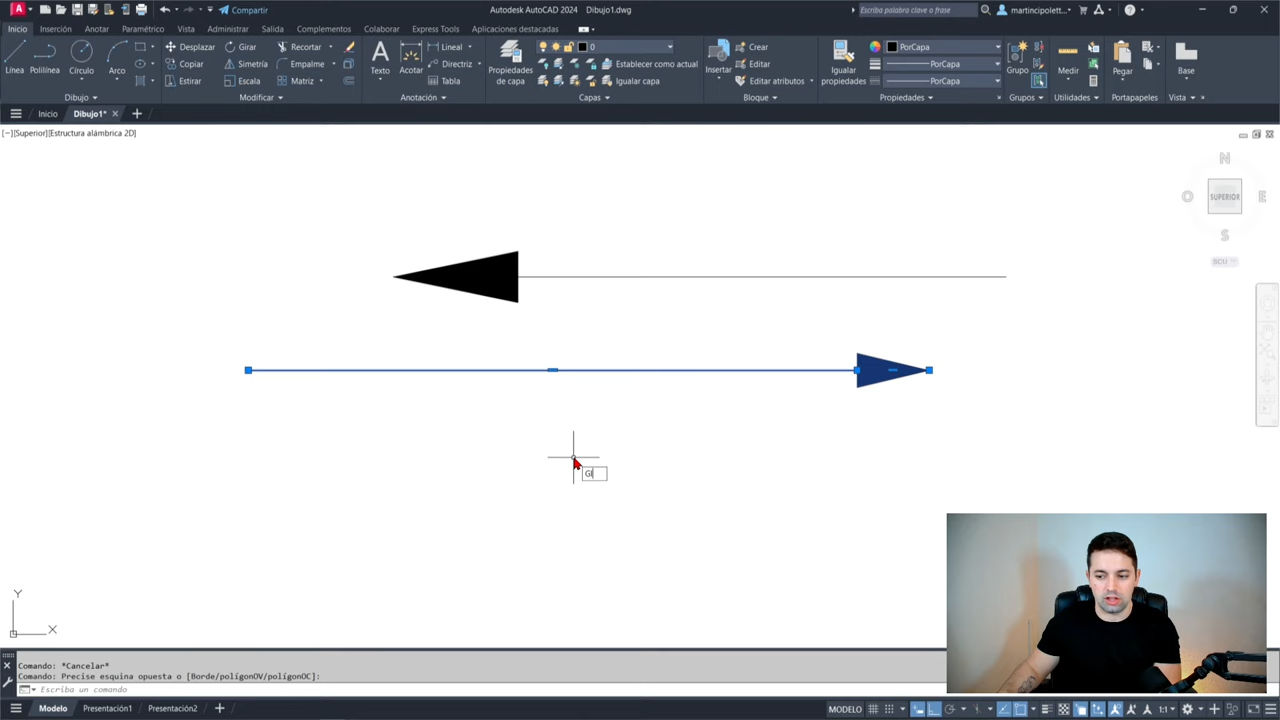 Compartir
Autodesk AutoCAD 2024 Dibujo1.dwg
Escriba palabra clave o frase
martincipolett...
Inicio Inserción Anotar Paramétrico Vista Administrar Salida Complementos Colaborar Express Tools Aplicaciones destacadas
Línea Polilínea Círculo Arco
Desplazar Girar Recortar
Copiar Simetría Empalme
Estirar Escala Matriz
Texto Acotar
Lineal
Directriz
Tabla
Propiedades de capa
0
Establecer como actual
Igualar capa
Insertar
Crear
Editar
Editar atributos
Igualar propiedades
PorCapa
PorCapa
PorCapa
Grupo
Medir
Pegar
Base
Dibujo Modificar Anotación Capas Bloque Propiedades Grupos Utilidades Portapapeles Vista
Inicio Dibujo1*
[−][Superior][Estructura alámbrica 2D]
N
O SUPERIOR E
S
SCU
GI
Y
X
Comando: *Cancelar*
Comando: Precise esquina opuesta o [Borde/polígonOV/polígonOC]:
Escriba un comando
Modelo Presentación1 Presentación2 +
MODELO 1:1